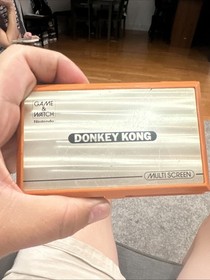 GAME
&
WATCH
Nintendo
DONKEY KONG
MULTI SCREEN